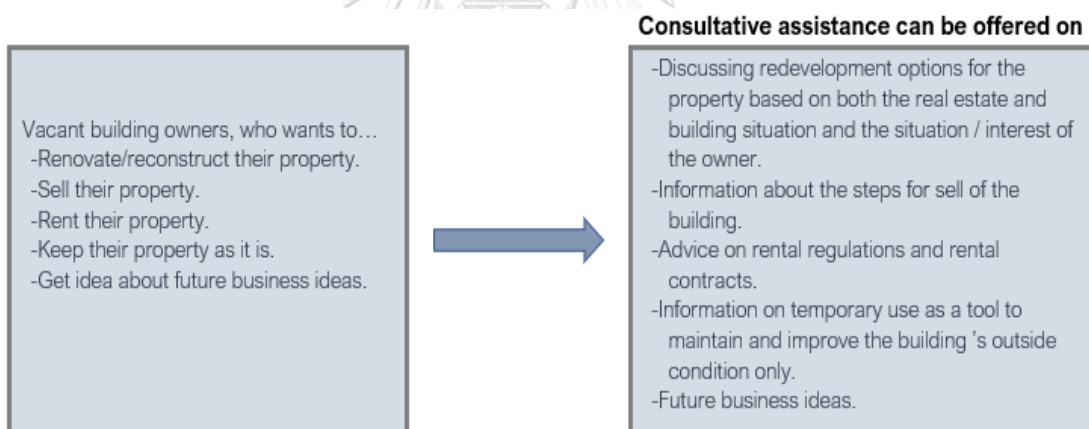 Consultative assistance can be offered on
Vacant building owners, who wants to…
-Renovate/reconstruct their property.
-Sell their property.
-Rent their property.
-Keep their property as it is.
-Get idea about future business ideas.
-Discussing redevelopment options for the
property based on both the real estate and
building situation and the situation / interest of
the owner.
-Information about the steps for sell of the
building.
-Advice on rental regulations and rental
contracts.
-Information on temporary use as a tool to
maintain and improve the building 's outside
condition only.
-Future business ideas.